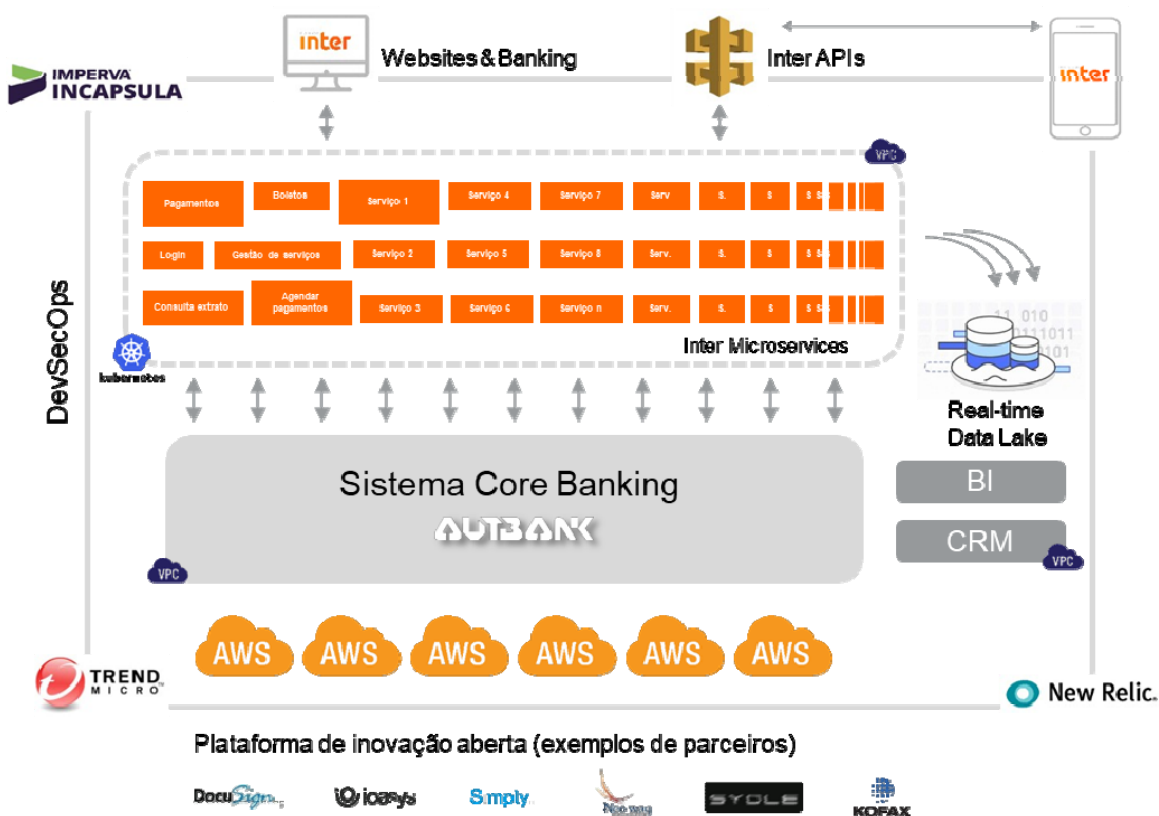 inter
Websites & Banking
Inter APIs
inter
IMPERVA
INCAPSULA
VPC
Pagamentos
Boletos
Serviço 1
Serviço 4
Serviço 7
Serv
S.
S
S
Login
Gestão de serviços
Serviço 2
Serviço 5
Serviço 8
Serv.
S.
S
S
Consulta extrato
Agendar
pagamentos
Serviço 3
Serviço 6
Serviço n
Serv.
S.
S
S
Inter Microservices
kubernetes
DevSecOps
Real-time
Data Lake
Sistema Core Banking
AUTBANK
VPC
BI
CRM
VPC
AWS
AWS
AWS
AWS
AWS
AWS
TREND
MICRO
New Relic.
Plataforma de inovação aberta (exemplos de parceiros)
DocuSign
ioasys
Simply
Neoway
SYDLE
KOFAX